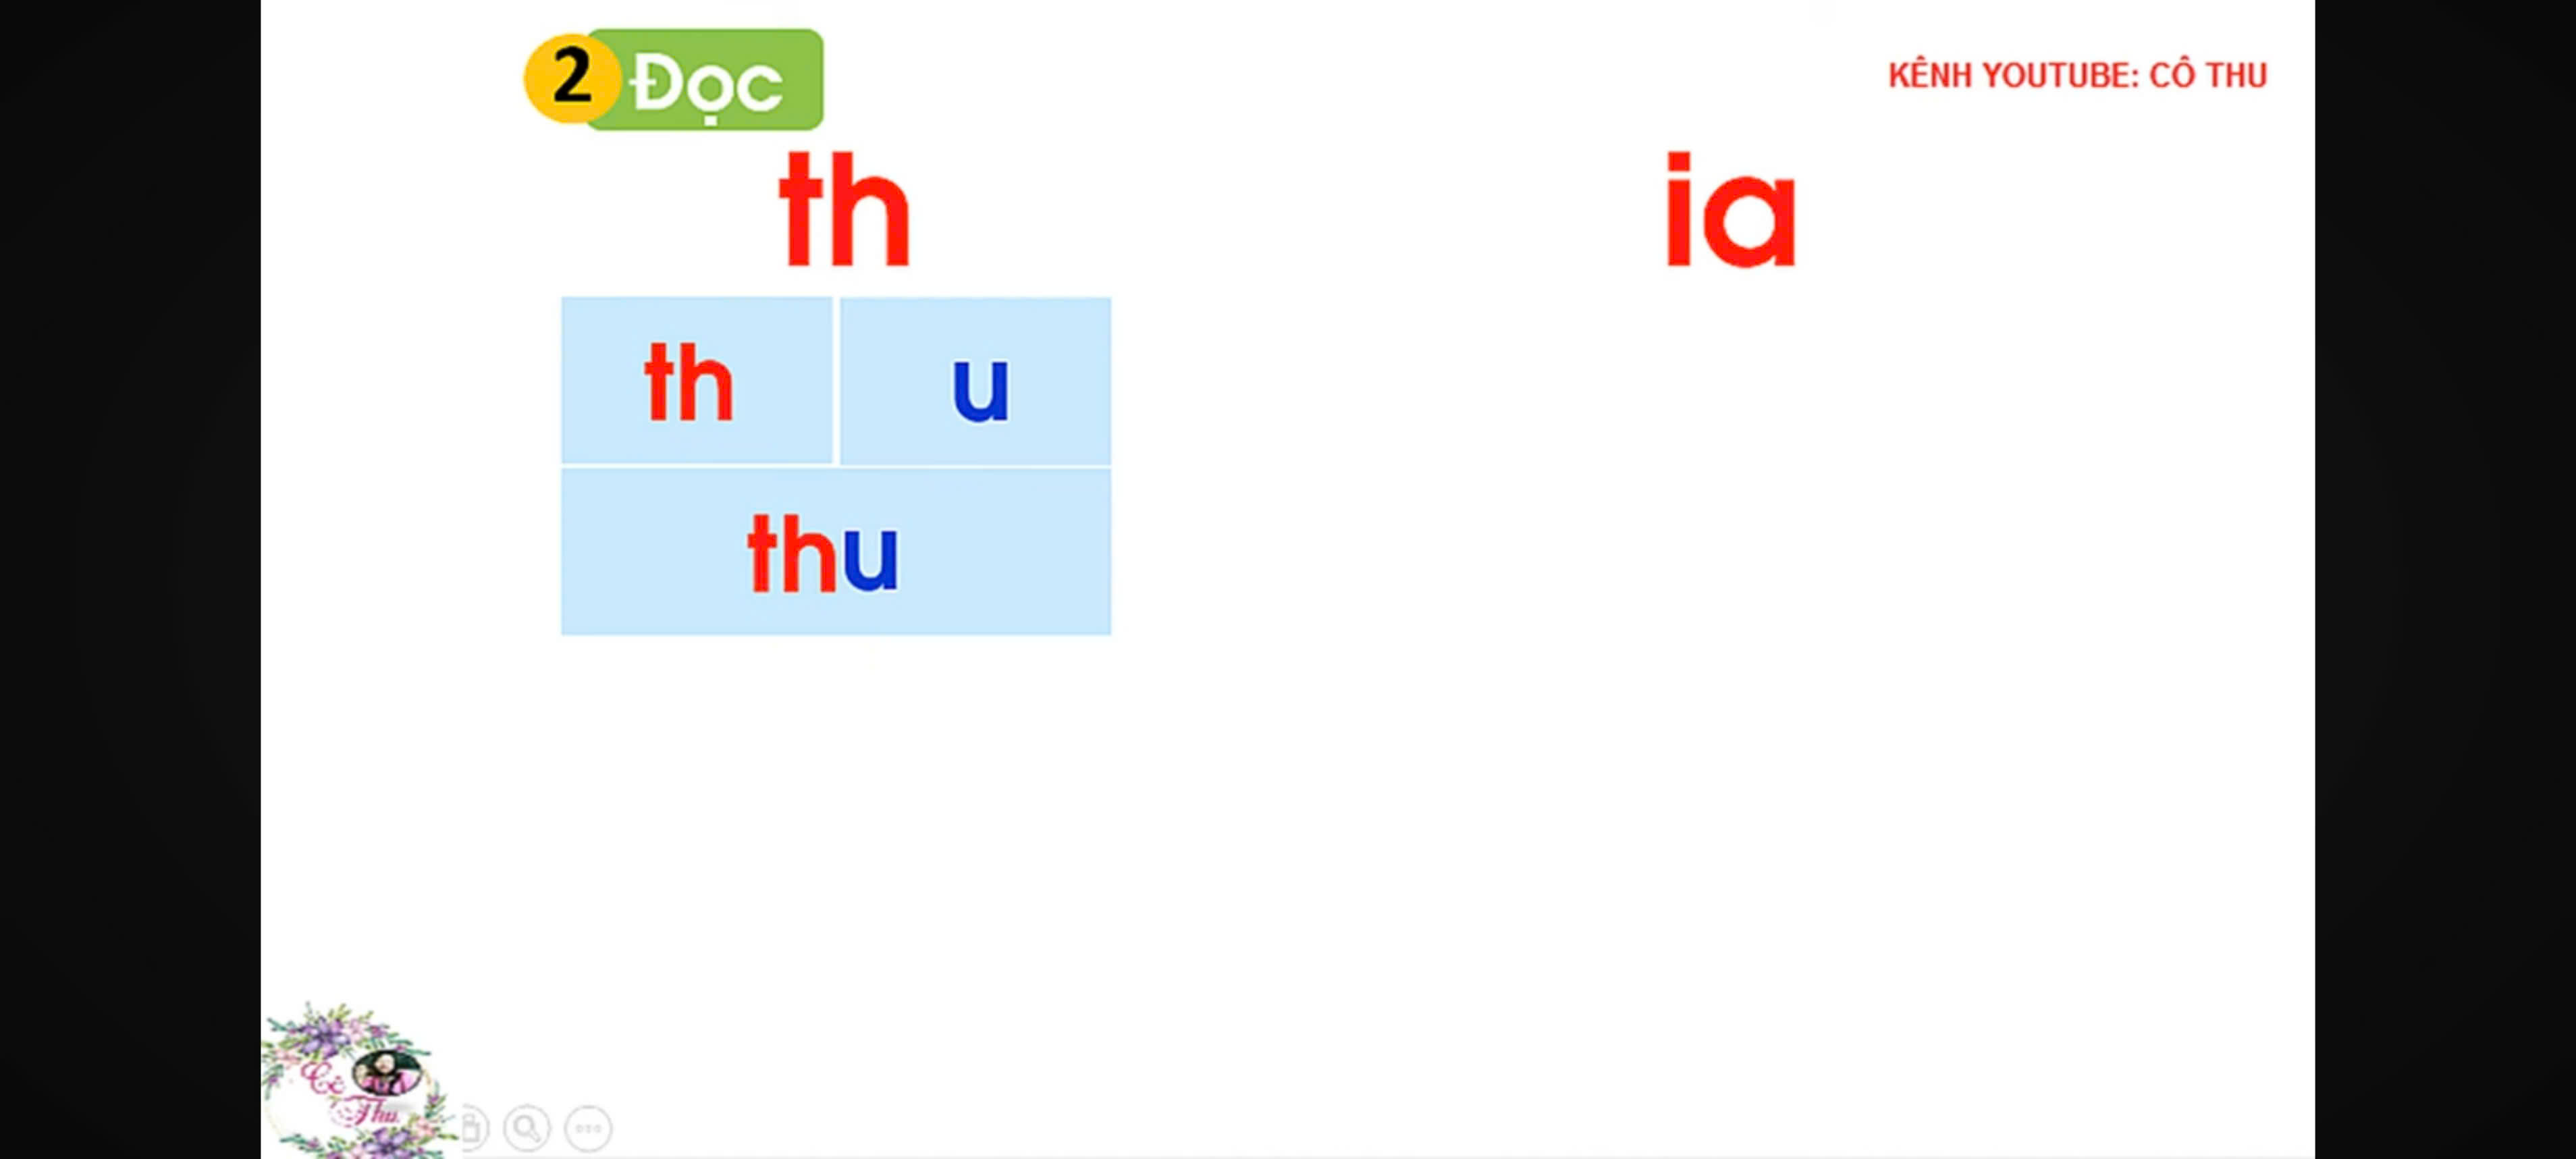 2 Đọc
KÊNH YOUTUBE: CÔ THU
th ia
th u
thu
Cô
Thu